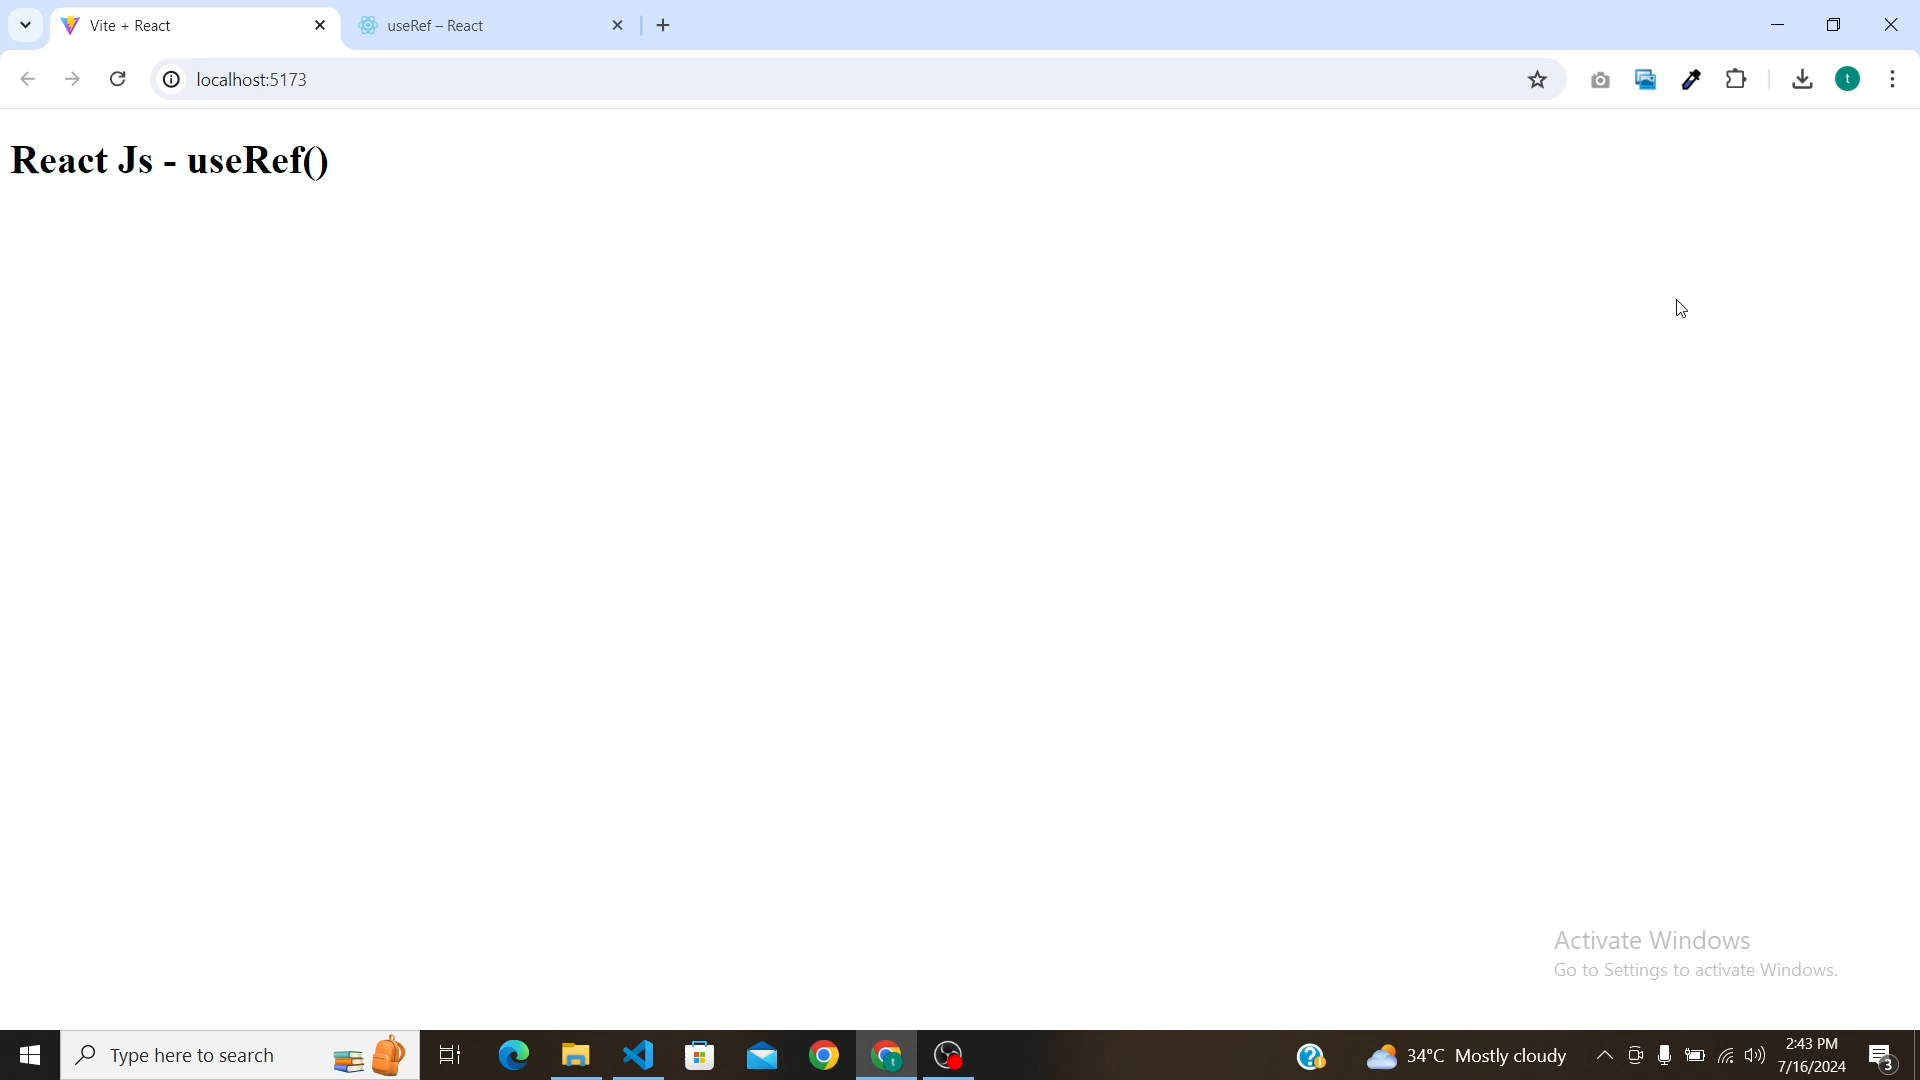 Vite + React
useRef – React
localhost:5173
t
React Js - useRef()
Activate Windows
Go to Settings to activate Windows.
Type here to search
t
34°C Mostly cloudy
2:43 PM
7/16/2024
3